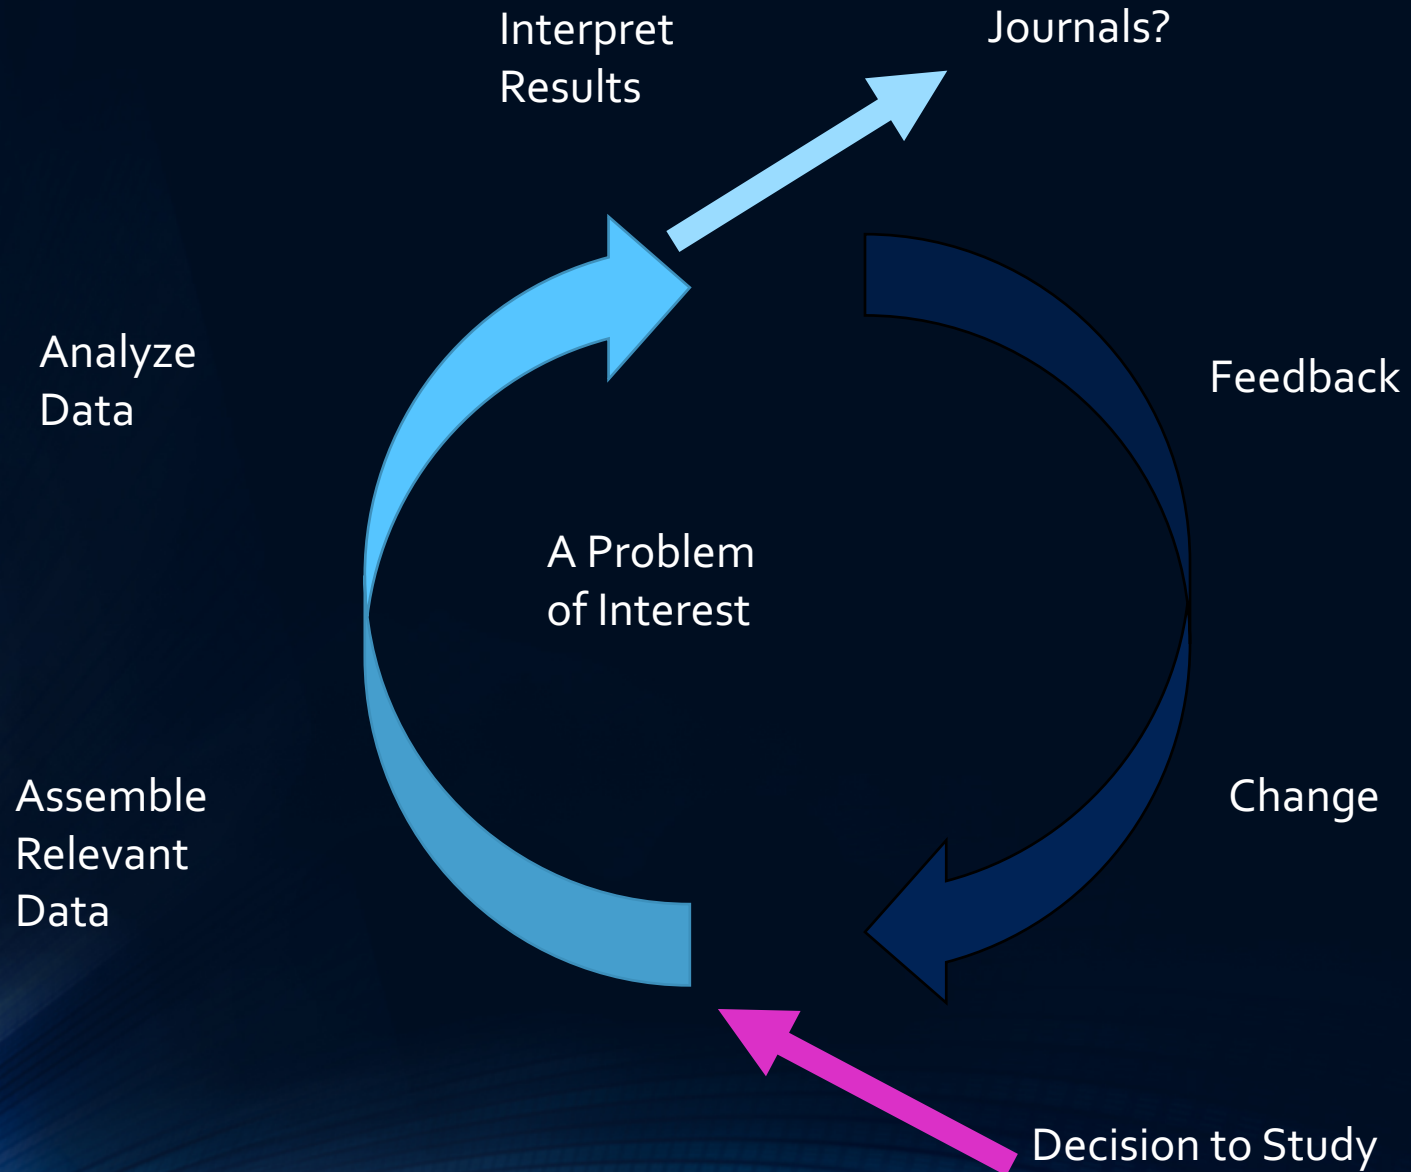 Interpret
Results
Journals?
Analyze
Data
Feedback
A Problem
of Interest
Assemble
Relevant
Data
Change
Decision to Study